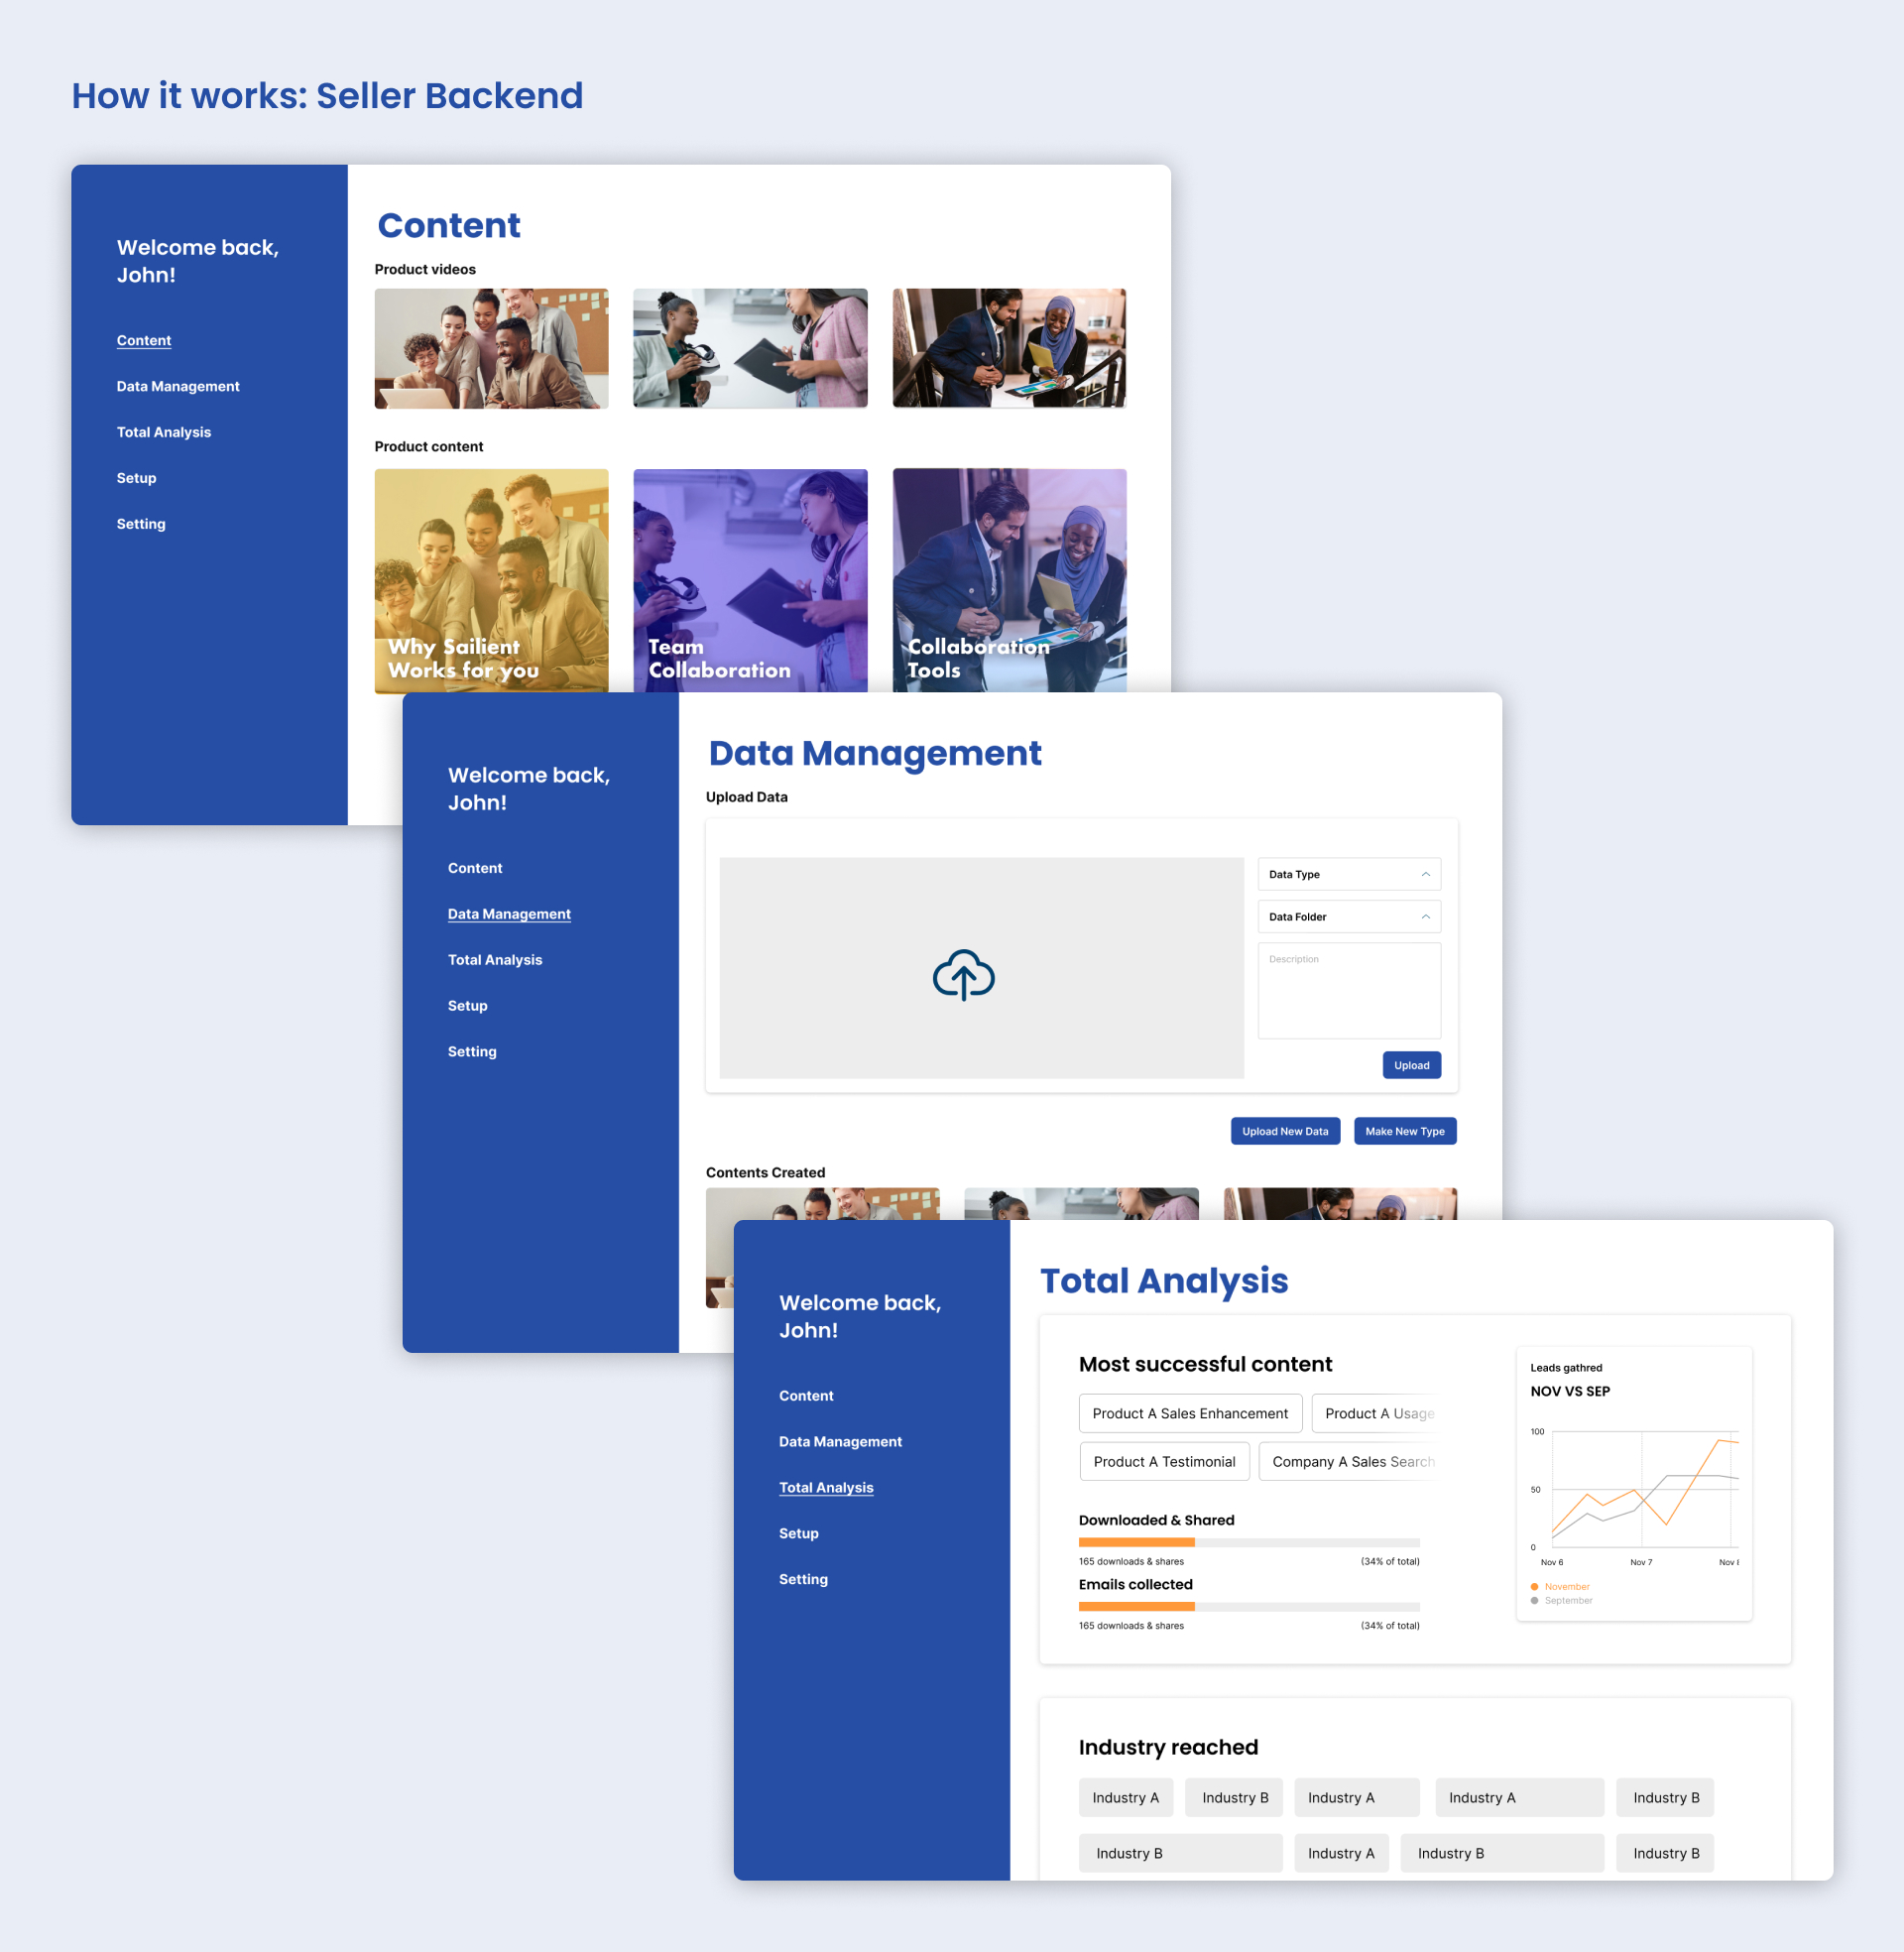 How it works: Seller Backend
Welcome back,
John!
Content
Data Management
Total Analysis
Setup
Setting
Content
Product videos
Product content
Why Sailient
Works for you
Team
Collaboration
Collaboration
Tools
Welcome back,
John!
Content
Data Management
Total Analysis
Setup
Setting
Data Management
Upload Data
Data Type
Data Folder
Description
Upload
Upload New Data
Make New Type
Contents Created
Welcome back,
John!
Content
Data Management
Total Analysis
Setup
Setting
Total Analysis
Most successful content
Product A Sales Enhancement
Product A Usage
Product A Testimonial
Company A Sales Search
Downloaded & Shared
165 downloads & shares (34% of total)
Emails collected
165 downloads & shares (34% of total)
Leads gathred
NOV VS SEP
100
50
0
Nov 6 Nov 7 Nov
November
September
Industry reached
Industry A Industry B Industry A Industry A Industry B
Industry B Industry A Industry B Industry B